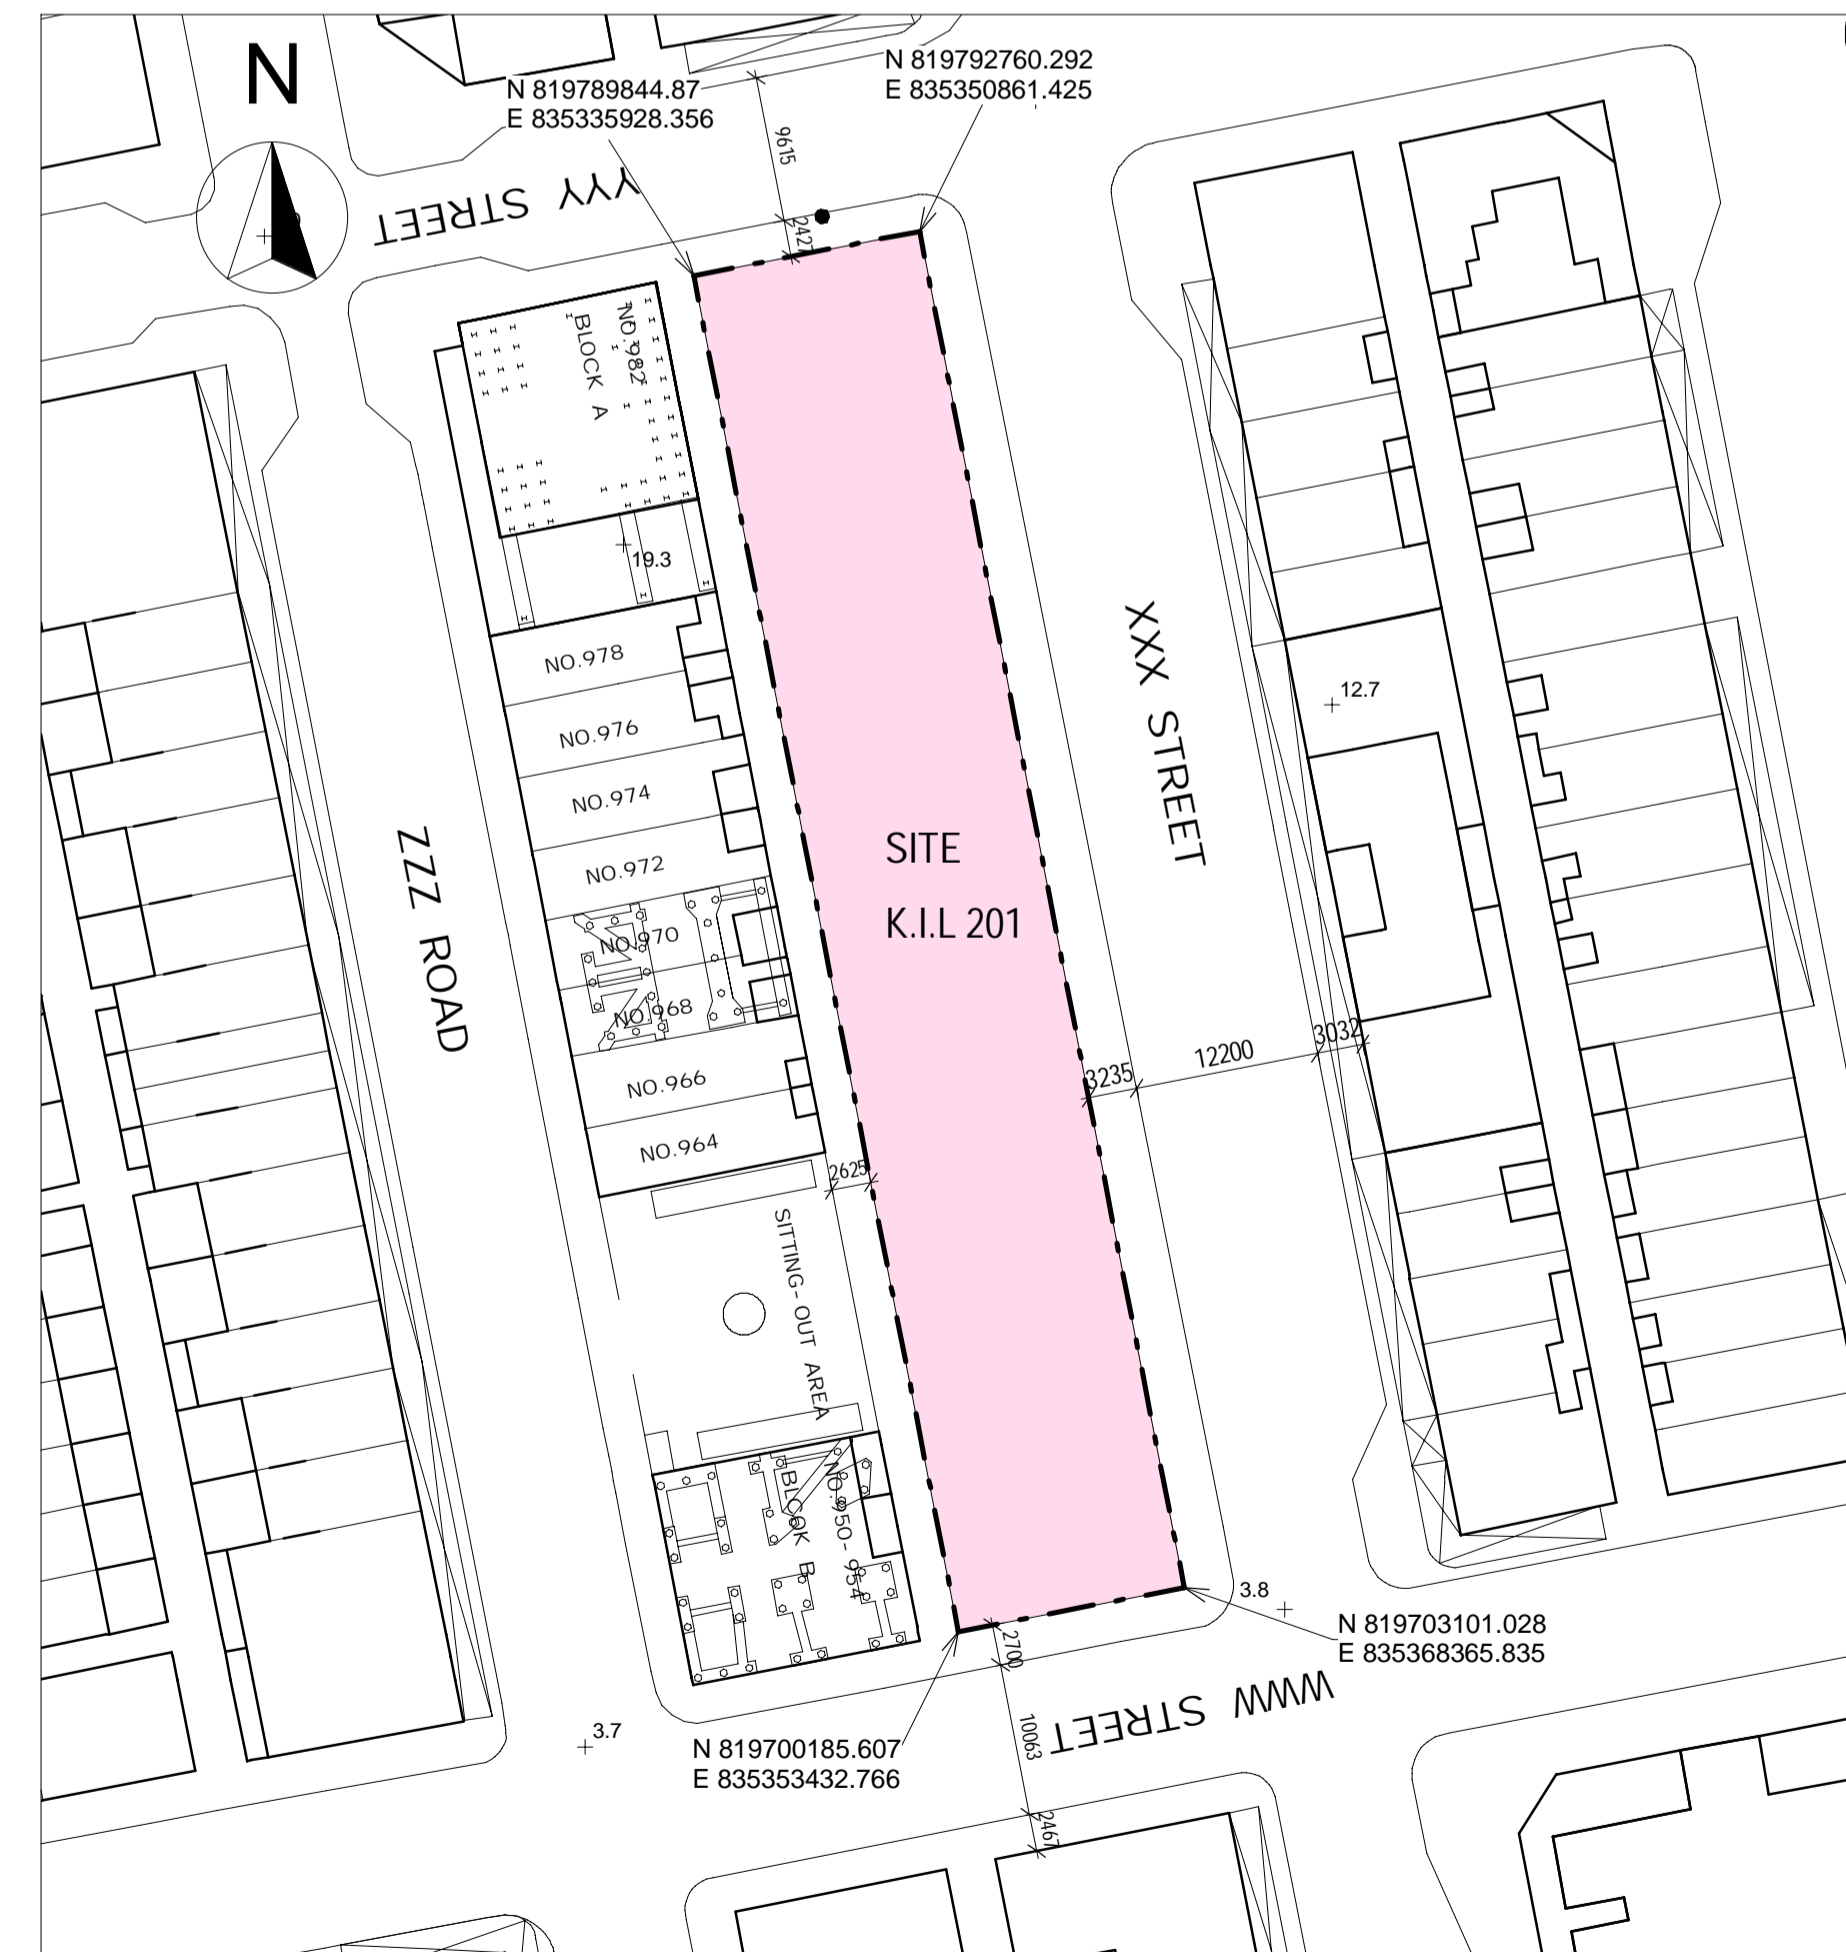 N
N 819789844.87
E 835335928.356
N 819792760.292
E 835350861.425
9615
YYY STREET
2427
NO.982
BLOCK A
19.3
NO.978
NO.976
NO.974
NO.972
NO.970
NO.968
NO.966
NO.964
ZZZ ROAD
XXX STREET
12.7
SITE
K.I.L 201
3235
12200
3032
2625
SITTING-OUT AREA
BLCOK B
NO.950-954
3.8
N 819703101.028
E 835368365.835
2700
WWW STREET
10063
3.7
N 819700185.607
E 835353432.766
2467